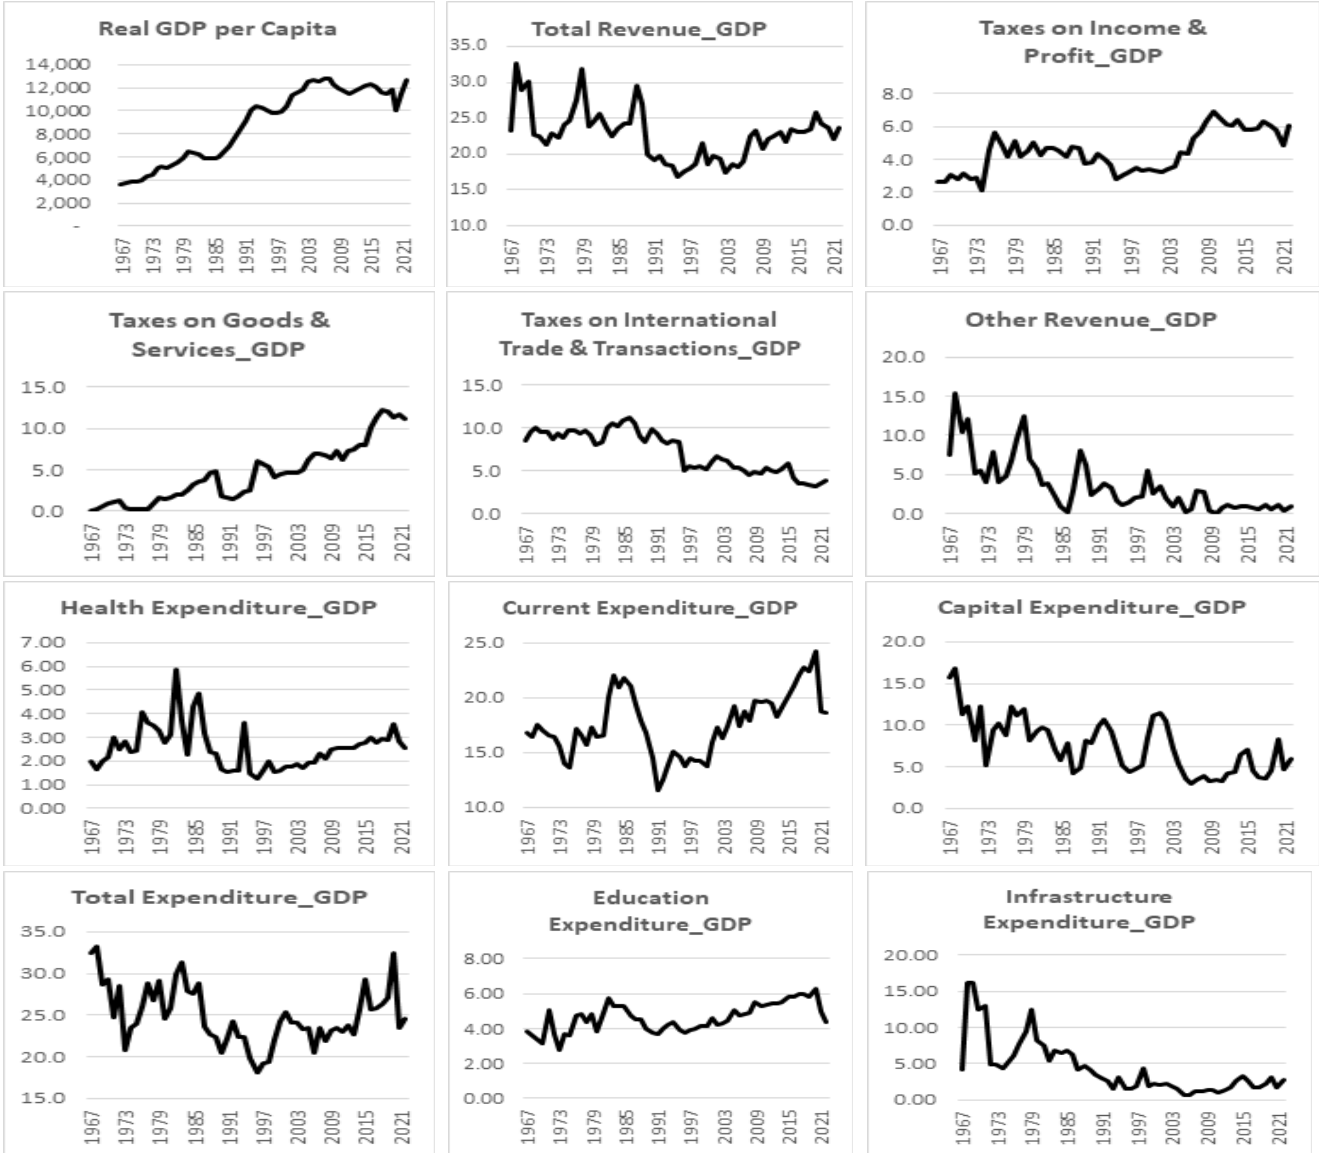 Real GDP per Capita
14,000
12,000
10,000
8,000
6,000
4,000
2,000
-
1967 1973 1979 1985 1991 1997 2003 2009 2015 2021
Total Revenue_GDP
35.0
30.0
25.0
20.0
15.0
10.0
1967 1973 1979 1985 1991 1997 2003 2009 2015 2021
Taxes on Income &
Profit_GDP
8.0
6.0
4.0
2.0
0.0
1967 1973 1979 1985 1991 1997 2003 2009 2015 2021
Taxes on Goods &
Services_GDP
15.0
10.0
5.0
0.0
1967 1973 1979 1985 1991 1997 2003 2009 2015 2021
Taxes on International
Trade & Transactions_GDP
15.0
10.0
5.0
0.0
1967 1973 1979 1985 1991 1997 2003 2009 2015 2021
Other Revenue_GDP
20.0
15.0
10.0
5.0
0.0
1967 1973 1979 1985 1991 1997 2003 2009 2015 2021
Health Expenditure_GDP
7.00
6.00
5.00
4.00
3.00
2.00
1.00
0.00
1967 1973 1979 1985 1991 1997 2003 2009 2015 2021
Current Expenditure_GDP
25.0
20.0
15.0
10.0
1967 1973 1979 1985 1991 1997 2003 2009 2015 2021
Capital Expenditure_GDP
20.0
15.0
10.0
5.0
0.0
1967 1973 1979 1985 1991 1997 2003 2009 2015 2021
Total Expenditure_GDP
35.0
30.0
25.0
20.0
15.0
1967 1973 1979 1985 1991 1997 2003 2009 2015 2021
Education
Expenditure_GDP
8.00
6.00
4.00
2.00
0.00
1967 1973 1979 1985 1991 1997 2003 2009 2015 2021
Infrastructure
Expenditure_GDP
20.00
15.00
10.00
5.00
0.00
1967 1973 1979 1985 1991 1997 2003 2009 2015 2021